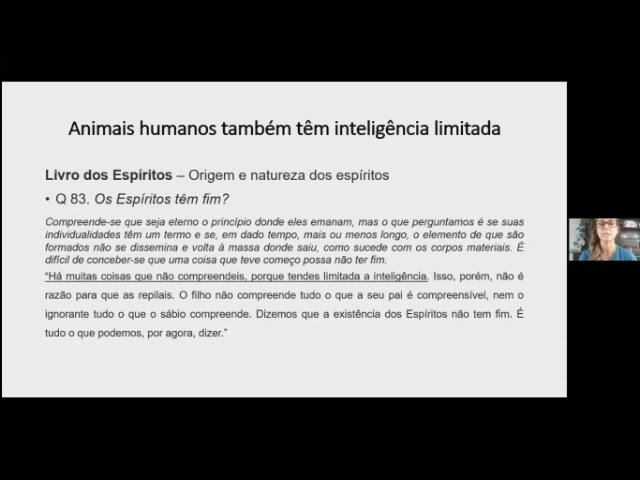 Animais humanos também têm inteligência limitada
Livro dos Espíritos – Origem e natureza dos espíritos
• Q 83. Os Espíritos têm fim?
Compreende-se que seja eterno o princípio donde eles emanam, mas o que perguntamos é se suas
individualidades têm um termo e se, em dado tempo, mais ou menos longo, o elemento de que são
formados não se dissemina e volta à massa donde saiu, como sucede com os corpos materiais. É
difícil de conceber-se que uma coisa que teve começo possa não ter fim.
“Há muitas coisas que não compreendeis, porque tendes limitada a inteligência. Isso, porém, não é
razão para que as repilais. O filho não compreende tudo o que a seu pai é compreensível, nem o
ignorante tudo o que o sábio compreende. Dizemos que a existência dos Espíritos não tem fim. É
tudo o que podemos, por agora, dizer.”